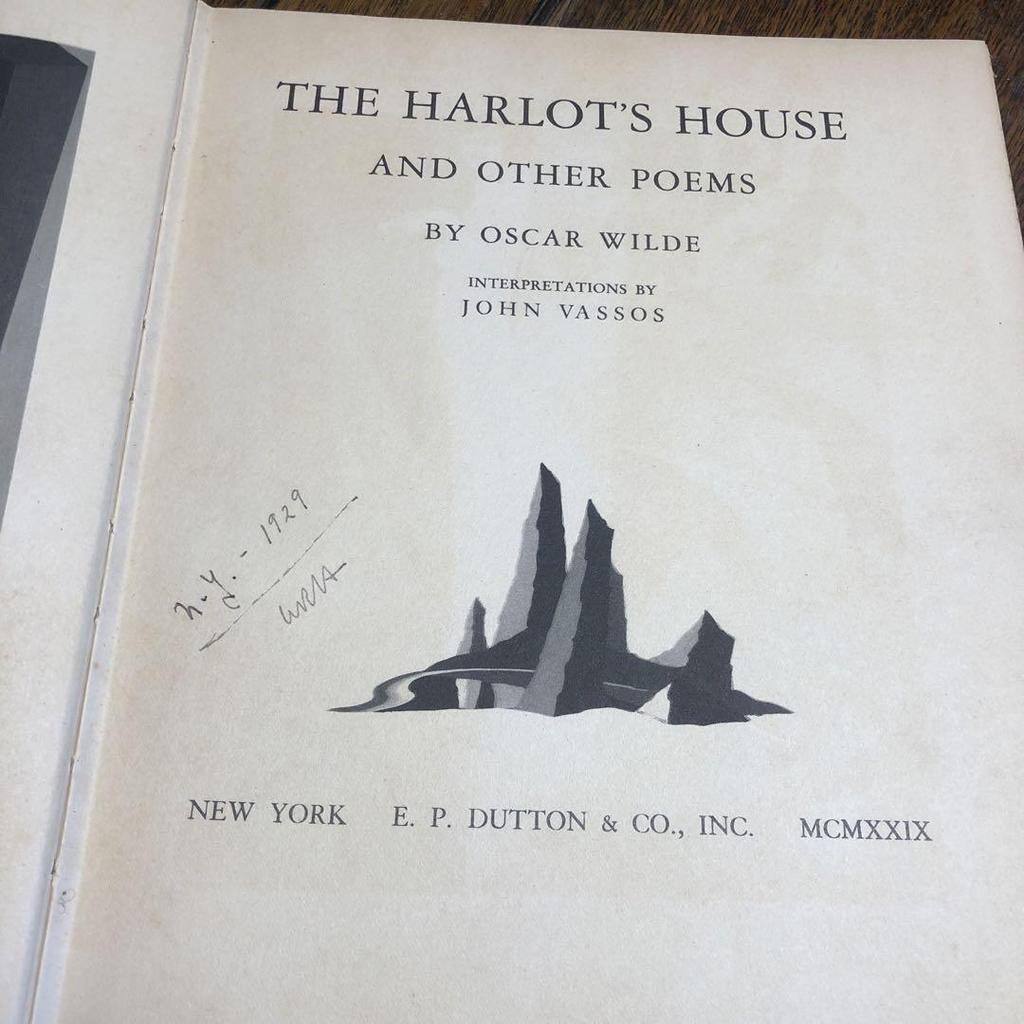 THE HARLOT'S HOUSE
AND OTHER POEMS
BY OSCAR WILDE
INTERPRETATIONS BY
JOHN VASSOS
n.y. - 1929
NEW YORK E. P. DUTTON & CO., INC. MCMXXIX